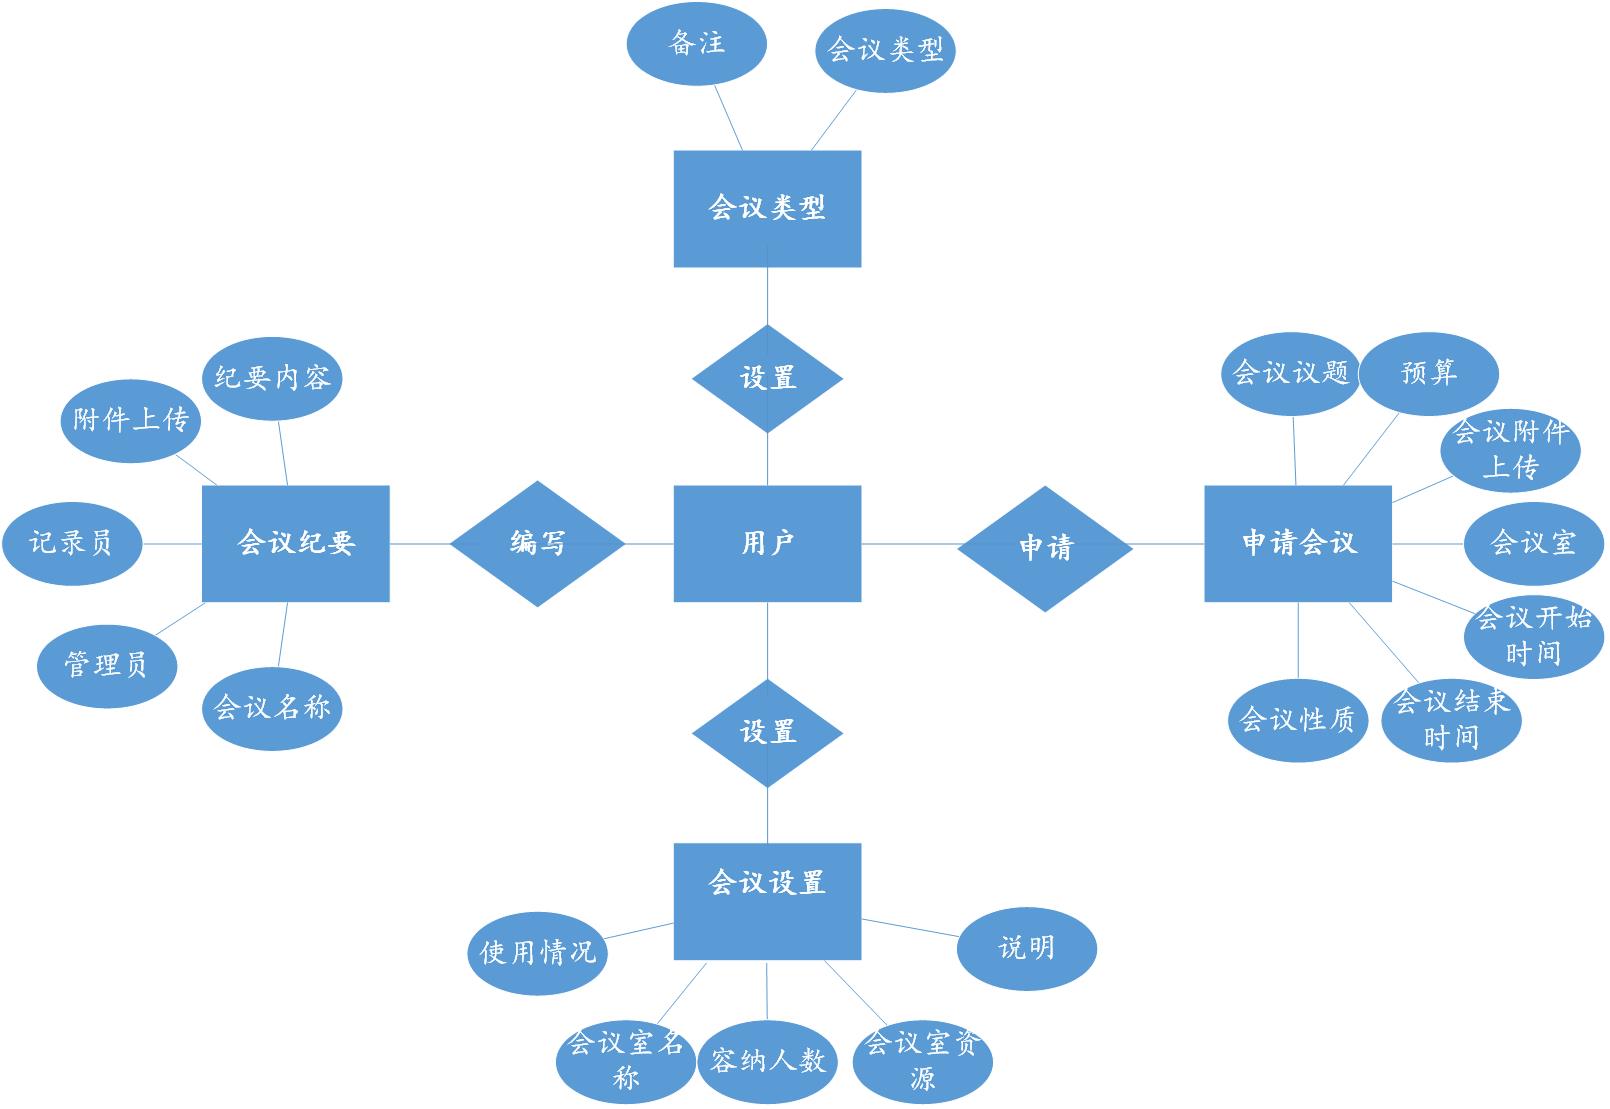 备注
会议类型
会议类型
设置
纪要内容
附件上传
记录员
会议纪要
管理员
会议名称
编写
用户
申请
会议议题
预算
会议附件
上传
申请会议
会议室
会议开始
时间
会议性质
会议结束
时间
设置
会议设置
使用情况
说明
会议室名
称
容纳人数
会议室资
源